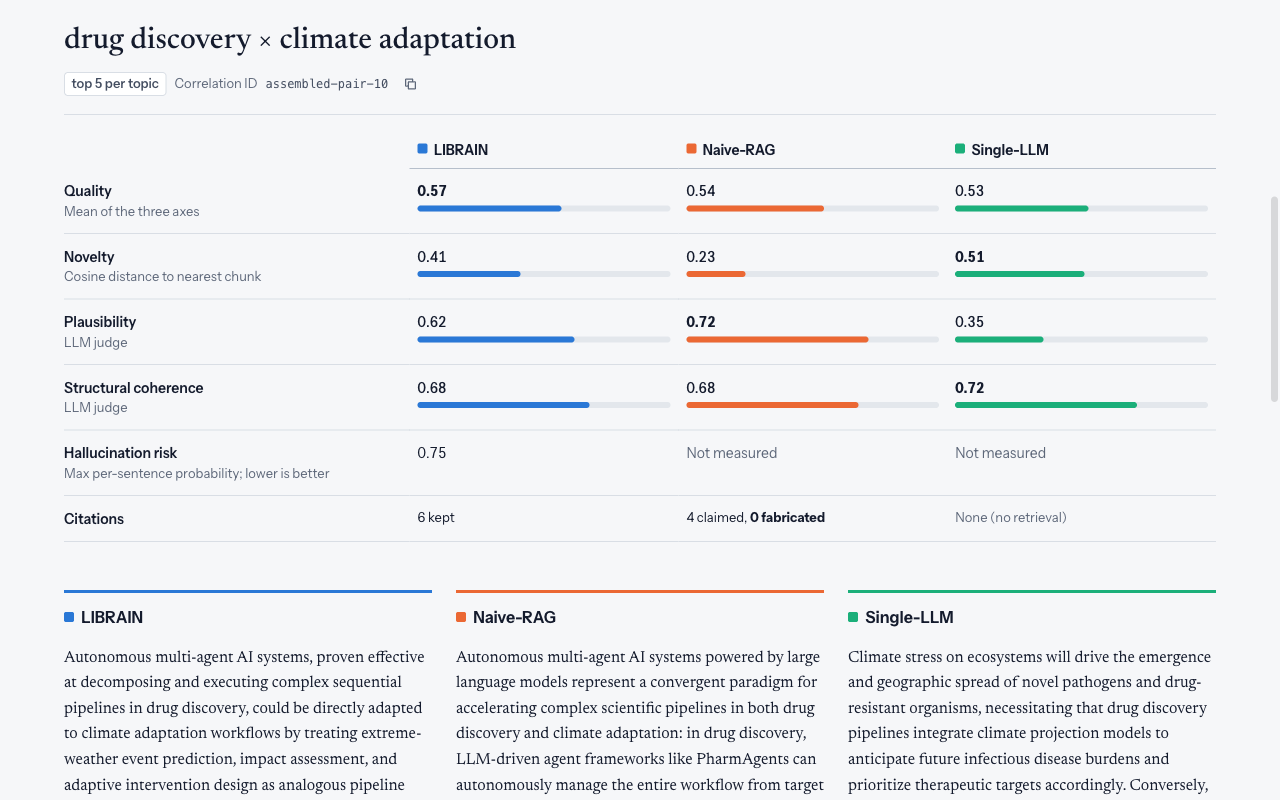 drug discovery × climate adaptation
top 5 per topic Correlation ID assembled-pair-10
LIBRAIN Naive-RAG Single-LLM
Quality 0.57 0.54 0.53
Mean of the three axes
Novelty 0.41 0.23 0.51
Cosine distance to nearest chunk
Plausibility 0.62 0.72 0.35
LLM judge
Structural coherence 0.68 0.68 0.72
LLM judge
Hallucination risk 0.75 Not measured Not measured
Max per-sentence probability; lower is better
Citations 6 kept 4 claimed, 0 fabricated None (no retrieval)
LIBRAIN
Autonomous multi-agent AI systems, proven effective
at decomposing and executing complex sequential
pipelines in drug discovery, could be directly adapted
to climate adaptation workflows by treating extreme-
weather event prediction, impact assessment, and
adaptive intervention design as analogous pipeline
Naive-RAG
Autonomous multi-agent AI systems powered by large
language models represent a convergent paradigm for
accelerating complex scientific pipelines in both drug
discovery and climate adaptation: in drug discovery,
LLM-driven agent frameworks like PharmAgents can
autonomously manage the entire workflow from target
Single-LLM
Climate stress on ecosystems will drive the emergence
and geographic spread of novel pathogens and drug-
resistant organisms, necessitating that drug discovery
pipelines integrate climate projection models to
anticipate future infectious disease burdens and
prioritize therapeutic targets accordingly. Conversely,